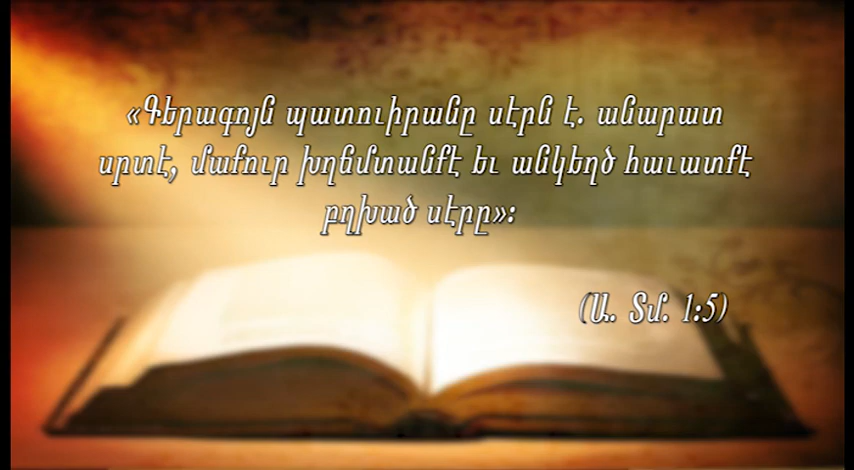 «Գերագոյն պատուիրանը սէրն է. անարատ
սրտէ, մաքուր խղճմտանքէ եւ անկեղծ հաւատքէ
բղխած սէրը»:
(Ա. Տմ. 1:5)